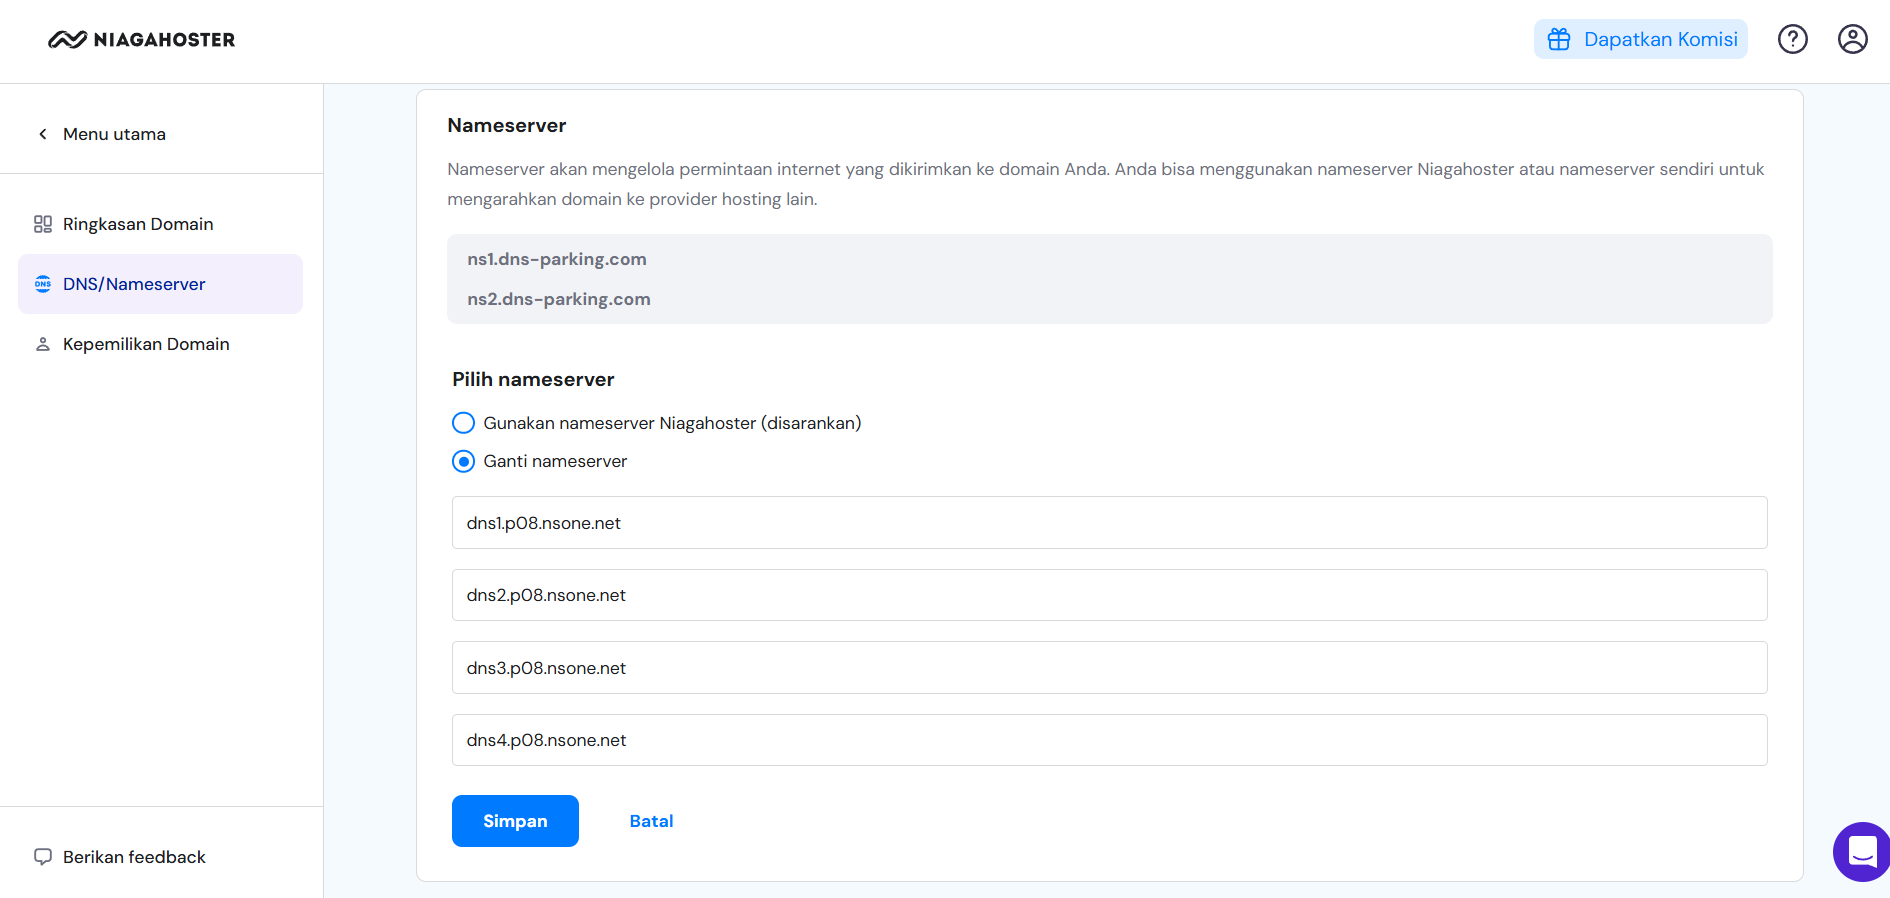 NIAGAHOSTER
Dapatkan Komisi
Menu utama
Ringkasan Domain
DNS DNS/Nameserver
Kepemilikan Domain
Berikan feedback
Nameserver
Nameserver akan mengelola permintaan internet yang dikirimkan ke domain Anda. Anda bisa menggunakan nameserver Niagahoster atau nameserver sendiri untuk
mengarahkan domain ke provider hosting lain.
ns1.dns-parking.com
ns2.dns-parking.com
Pilih nameserver
Gunakan nameserver Niagahoster (disarankan)
Ganti nameserver
dns1.p08.nsone.net
dns2.p08.nsone.net
dns3.p08.nsone.net
dns4.p08.nsone.net
Simpan
Batal